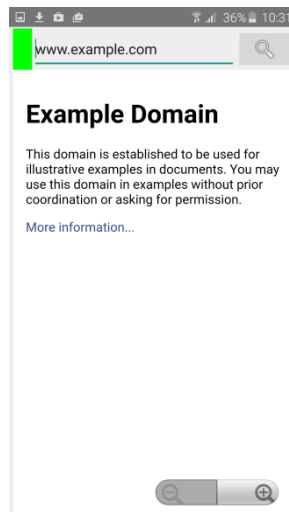 36% 10:31
www.example.com
Example Domain
This domain is established to be used for
illustrative examples in documents. You may
use this domain in examples without prior
coordination or asking for permission.
More information...